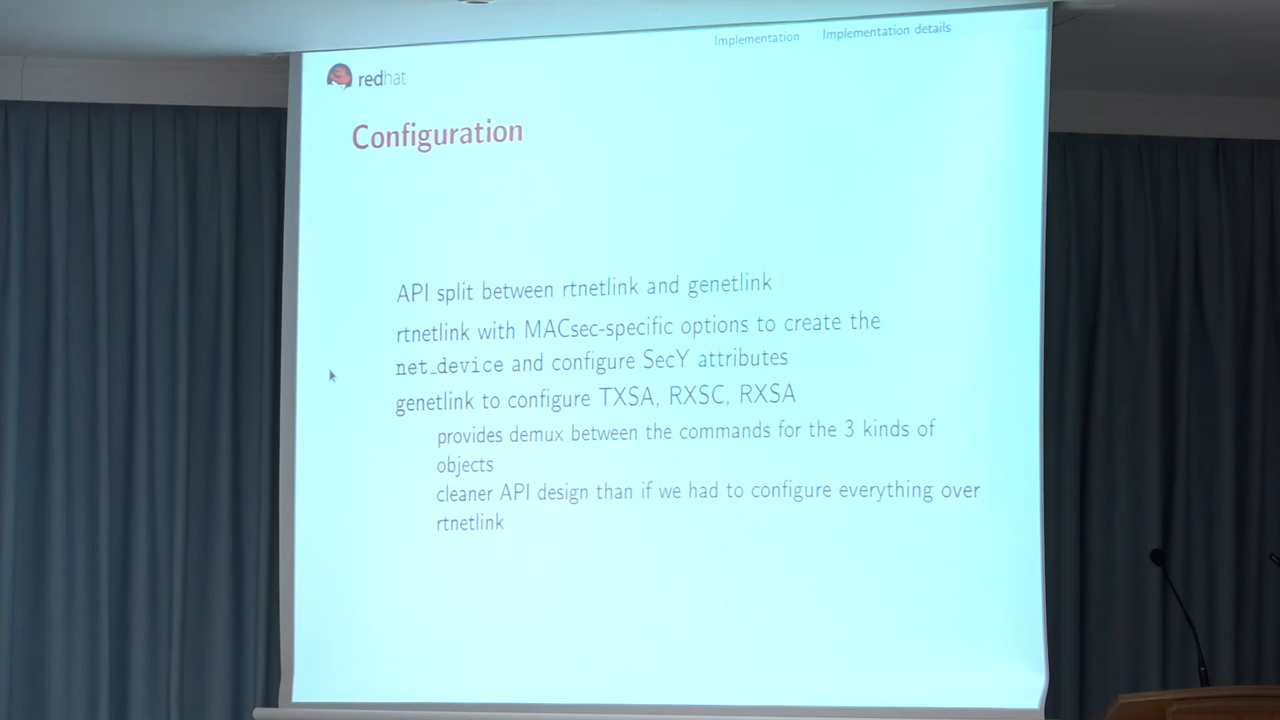 Implementation Implementation details
redhat
Configuration
API split between rtnetlink and genetlink
rtnetlink with MACsec-specific options to create the
net_device and configure SecY attributes
genetlink to configure TXSA, RXSC, RXSA
provides demux between the commands for the 3 kinds of
objects
cleaner API design than if we had to configure everything over
rtnetlink